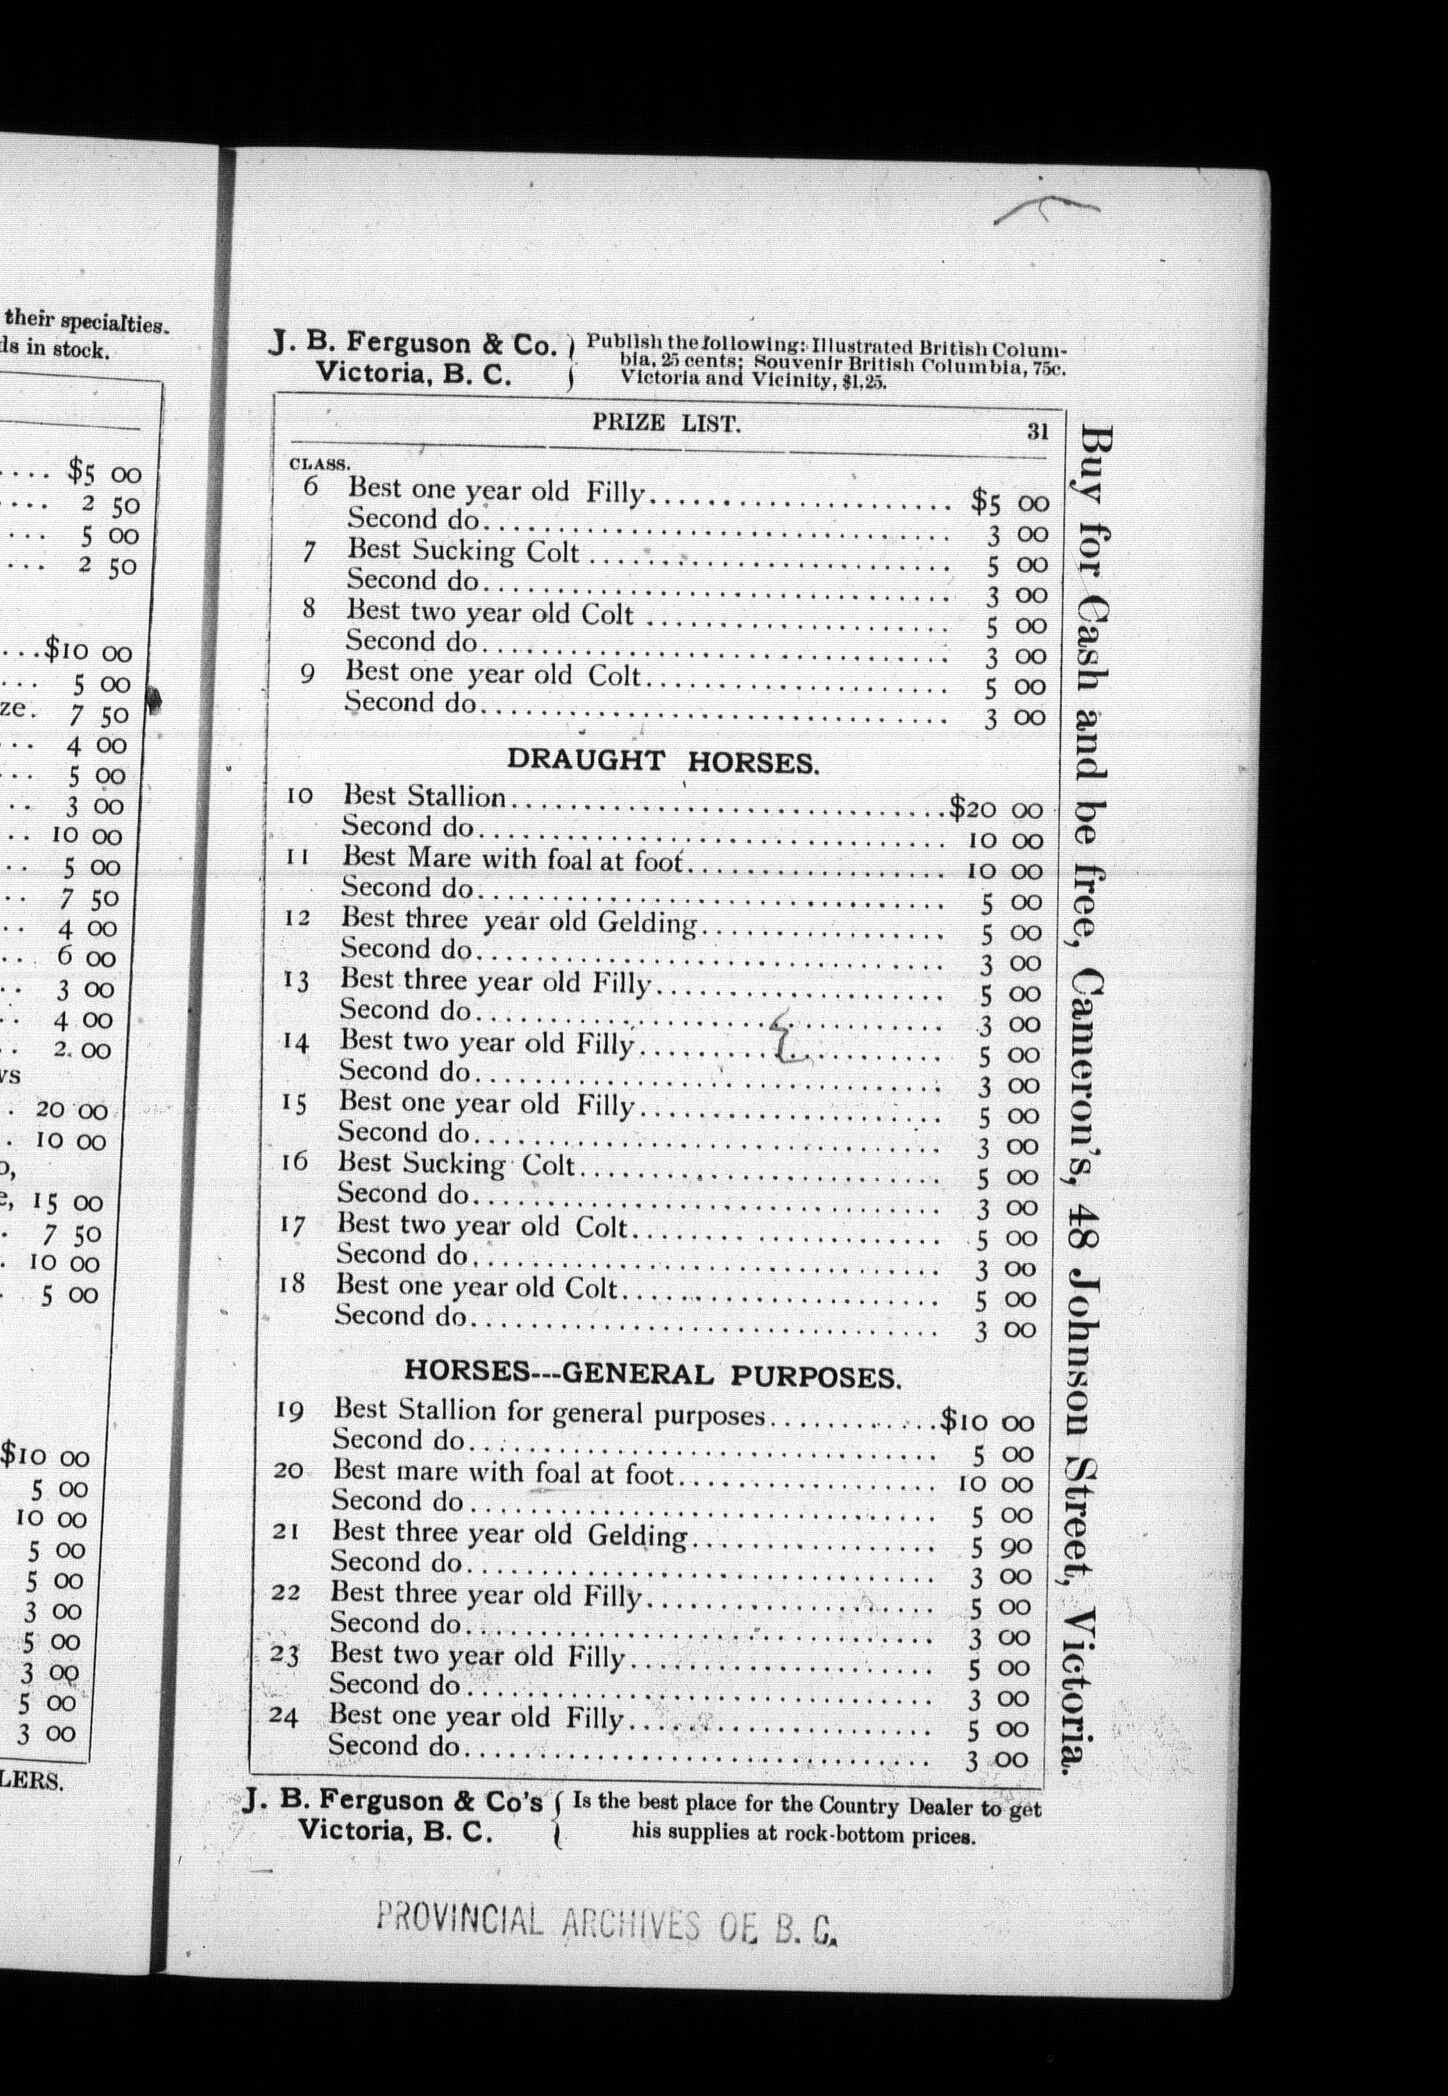 their specialties.
ds in stock.
.... $5 00
.... 2 50
... 5 00
... 2 50
...$10 00
... 5 00
ze. 7 50
... 4 00
... 5 00
.. 3 00
.. 10 00
.. 5 00
.. 7 50
.. 4 00
... 6 00
.. 3 00
.. 4 00
.. 2.00
vs
. 20 00
. 10 00
o,
e, 15 00
. 7 50
. 10 00
. 5 00
$10 00
5 00
10 00
5 00
5 00
3 00
5 00
3 00
5 00
3 00
LERS.
J. B. Ferguson & Co. Victoria, B. C.
Publish the following: Illustrated British Colum-
bia, 25 cents; Souvenir British Columbia, 75c.
Victoria and Vicinity, $1.25.
PRIZE LIST. 31
CLASS.
6 Best one year old Filly.......................... $5 00
Second do.......................... 3 00
7 Best Sucking Colt .......................... 5 00
Second do.......................... 3 00
8 Best two year old Colt .......................... 5 00
Second do.......................... 3 00
9 Best one year old Colt.......................... 5 00
Second do.......................... 3 00
DRAUGHT HORSES.
10 Best Stallion..........................$20 00
Second do.......................... 10 00
11 Best Mare with foal at foot.................. 10 00
Second do.......................... 5 00
12 Best three year old Gelding.................. 5 00
Second do.......................... 3 00
13 Best three year old Filly.................... 5 00
Second do.......................... 3 00
14 Best two year old Filly.................... 5 00
Second do.......................... 3 00
15 Best one year old Filly.................... 5 00
Second do.......................... 3 00
16 Best Sucking Colt.......................... 5 00
Second do.......................... 3 00
17 Best two year old Colt.................... 5 00
Second do.......................... 3 00
18 Best one year old Colt.................... 5 00
Second do.......................... 3 00
HORSES---GENERAL PURPOSES.
19 Best Stallion for general purposes............$10 00
Second do.......................... 5 00
20 Best mare with foal at foot.................. 10 00
Second do .......................... 5 00
21 Best three year old Gelding.................. 5 90
Second do.......................... 3 00
22 Best three year old Filly.................... 5 00
Second do.......................... 3 00
23 Best two year old Filly.................... 5 00
Second do.......................... 3 00
24 Best one year old Filly.................... 5 00
Second do.......................... 3 00
J. B. Ferguson & Co's Victoria, B. C.
Is the best place for the Country Dealer to get
his supplies at rock-bottom prices.
Buy for Cash and be free, Cameron's, 48 Johnson Street, Victoria.
PROVINCIAL ARCHIVES OF B. C.